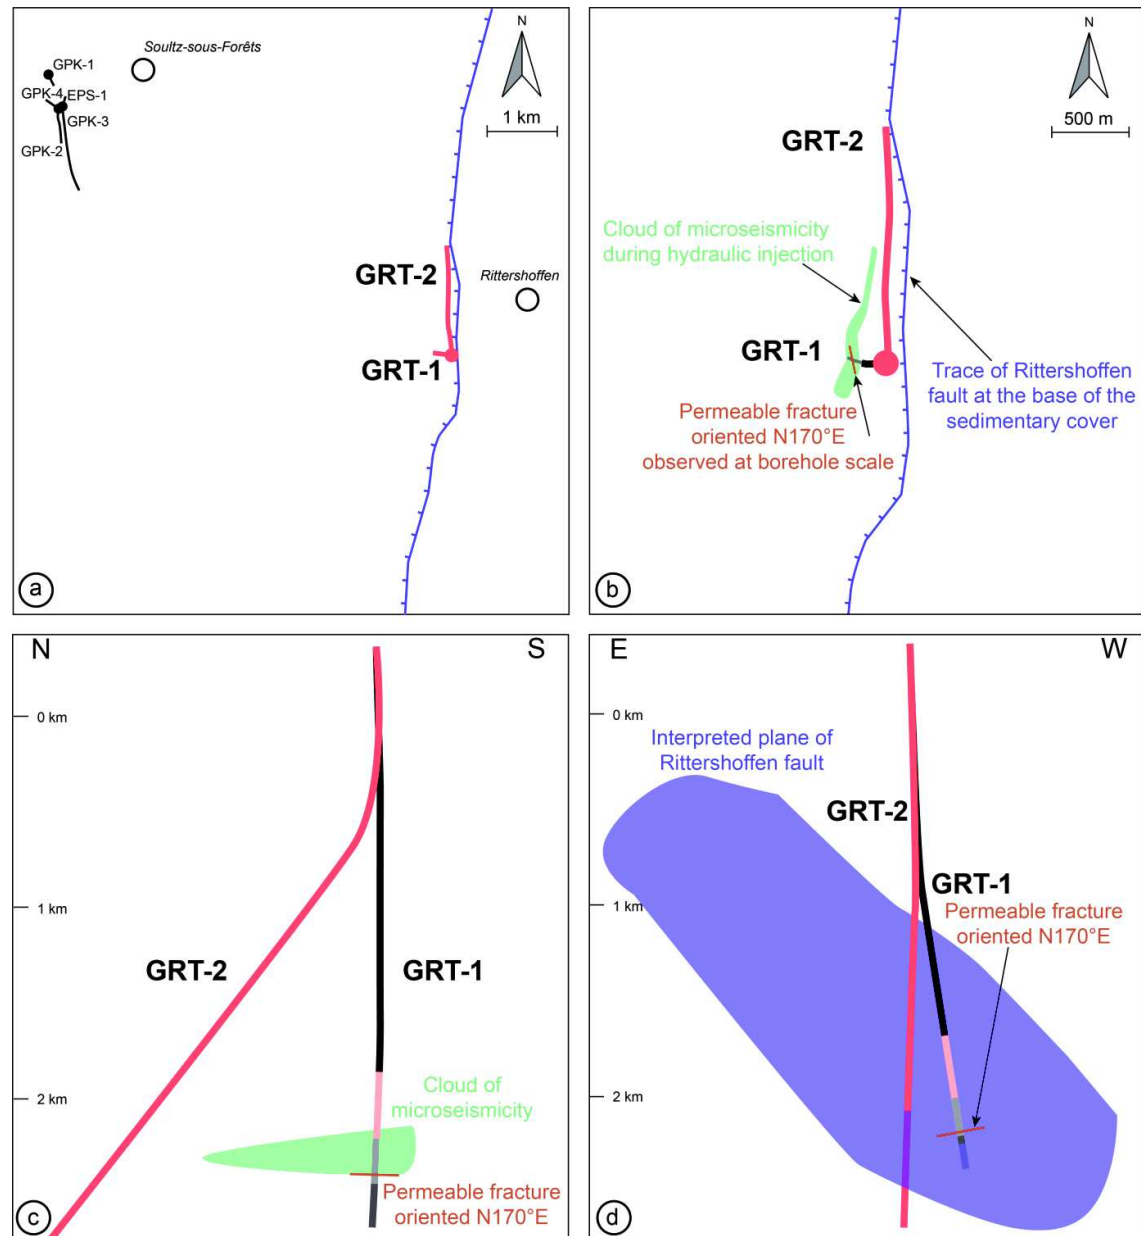 Soultz-sous-Forêts
GPK-1
GPK-4
EPS-1
GPK-3
GPK-2
N
1 km
GRT-2
Rittershoffen
GRT-1
a
N
500 m
GRT-2
Cloud of microseismicity
during hydraulic injection
GRT-1
Trace of Rittershoffen
fault at the base of the
sedimentary cover
Permeable fracture
oriented N170°E
observed at borehole scale
b
N
S
0 km
1 km
GRT-2
GRT-1
2 km
Cloud of
microseismicity
Permeable fracture
oriented N170°E
c
E
W
0 km
Interpreted plane of
Rittershoffen fault
GRT-2
GRT-1
1 km
Permeable fracture
oriented N170°E
2 km
d